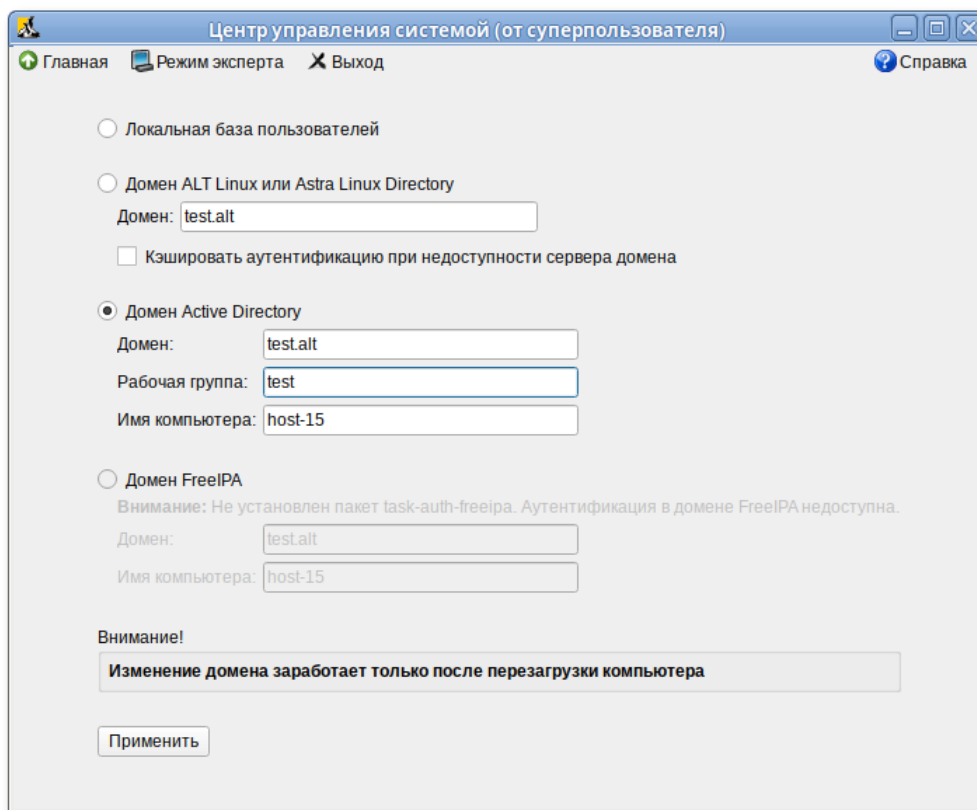 Центр управления системой (от суперпользователя)
Главная Режим эксперта Выход Справка
Локальная база пользователей
Домен ALT Linux или Astra Linux Directory
Домен: test.alt
Кэшировать аутентификацию при недоступности сервера домена
Домен Active Directory
Домен: test.alt
Рабочая группа: test
Имя компьютера: host-15
Домен FreeIPA
Внимание: Не установлен пакет task-auth-freeipa. Аутентификация в домене FreeIPA недоступна.
Домен: test.alt
Имя компьютера: host-15
Внимание!
Изменение домена заработает только после перезагрузки компьютера
Применить